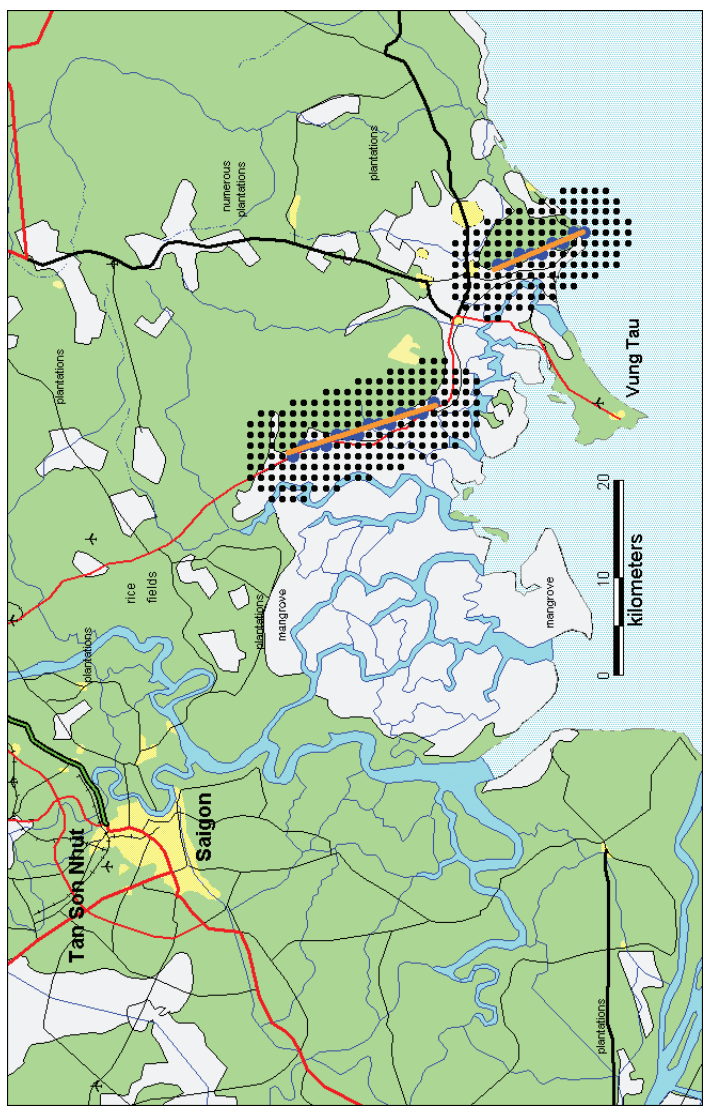 Tan Son Nhut
Saigon
plantations
rice
fields
plantations
plantations
numerous
plantations
plantations
plantations
mangrove
mangrove
plantations
Vung Tau
0
10
20
kilometers